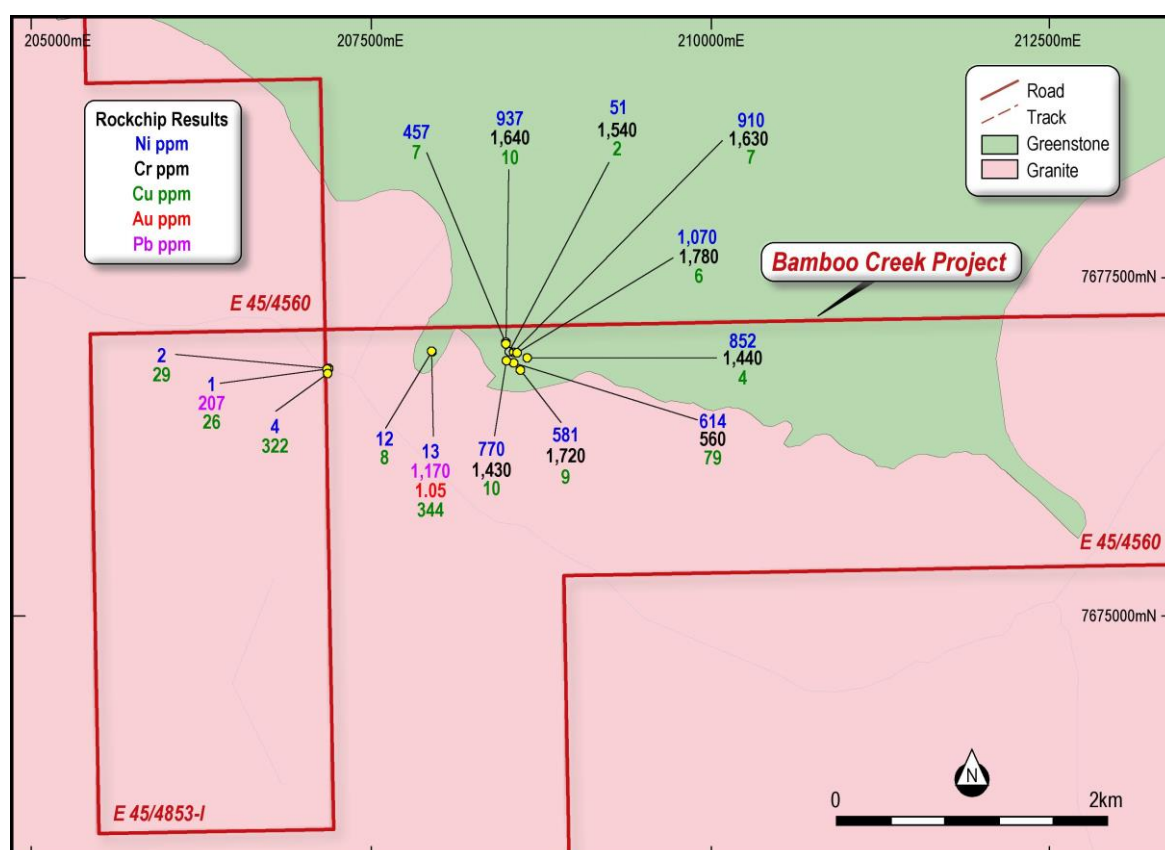 205000mE
207500mE
210000mE
212500mE
Rockchip Results
Ni ppm
Cr ppm
Cu ppm
Au ppm
Pb ppm
Road
Track
Greenstone
Granite
457
7
937
1,640
10
51
1,540
2
910
1,630
7
1,070
1,780
6
Bamboo Creek Project
7677500mN
E 45/4560
2
29
1
207
26
4
322
12
8
13
1,170
1.05
344
770
1,430
10
581
1,720
9
614
560
79
852
1,440
4
E 45/4560
7675000mN
E 45/4853-I
N
0
2km